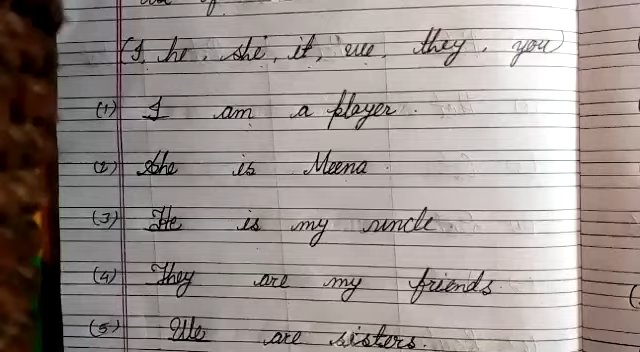 (I, he, she, it, we, they, you)
(1) I am a player.
(2) She is Meena.
(3) He is my uncle.
(4) They are my friends.
(5) We are sisters.